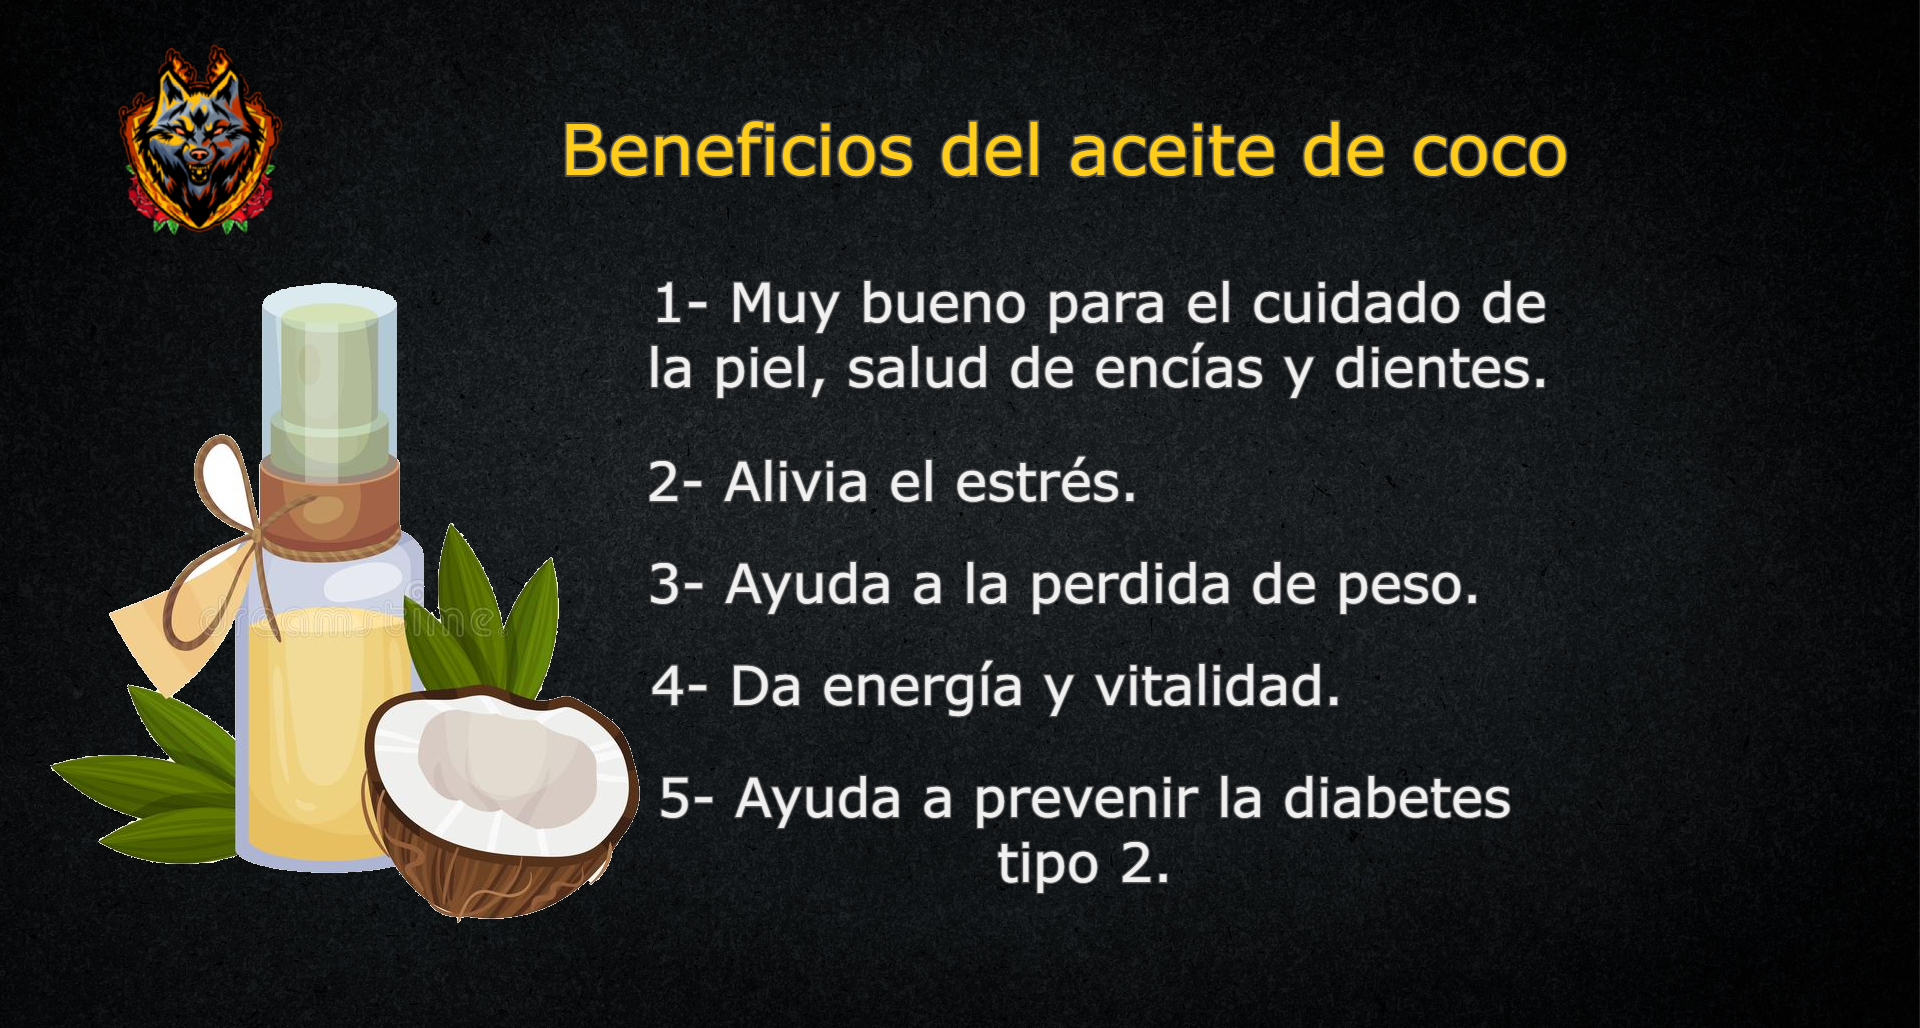 Beneficios del aceite de coco
1- Muy bueno para el cuidado de
la piel, salud de encías y dientes.
2- Alivia el estrés.
3- Ayuda a la perdida de peso.
4- Da energía y vitalidad.
5- Ayuda a prevenir la diabetes
tipo 2.
dreamstime